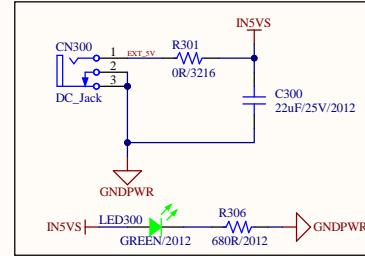 IN5VS
CN300
1
EXT_5V
R301
2
0R/3216
3
DC_Jack
C300
22uF/25V/2012
GNDPWR
IN5VS
LED300
R306
GNDPWR
GREEN/2012
680R/2012